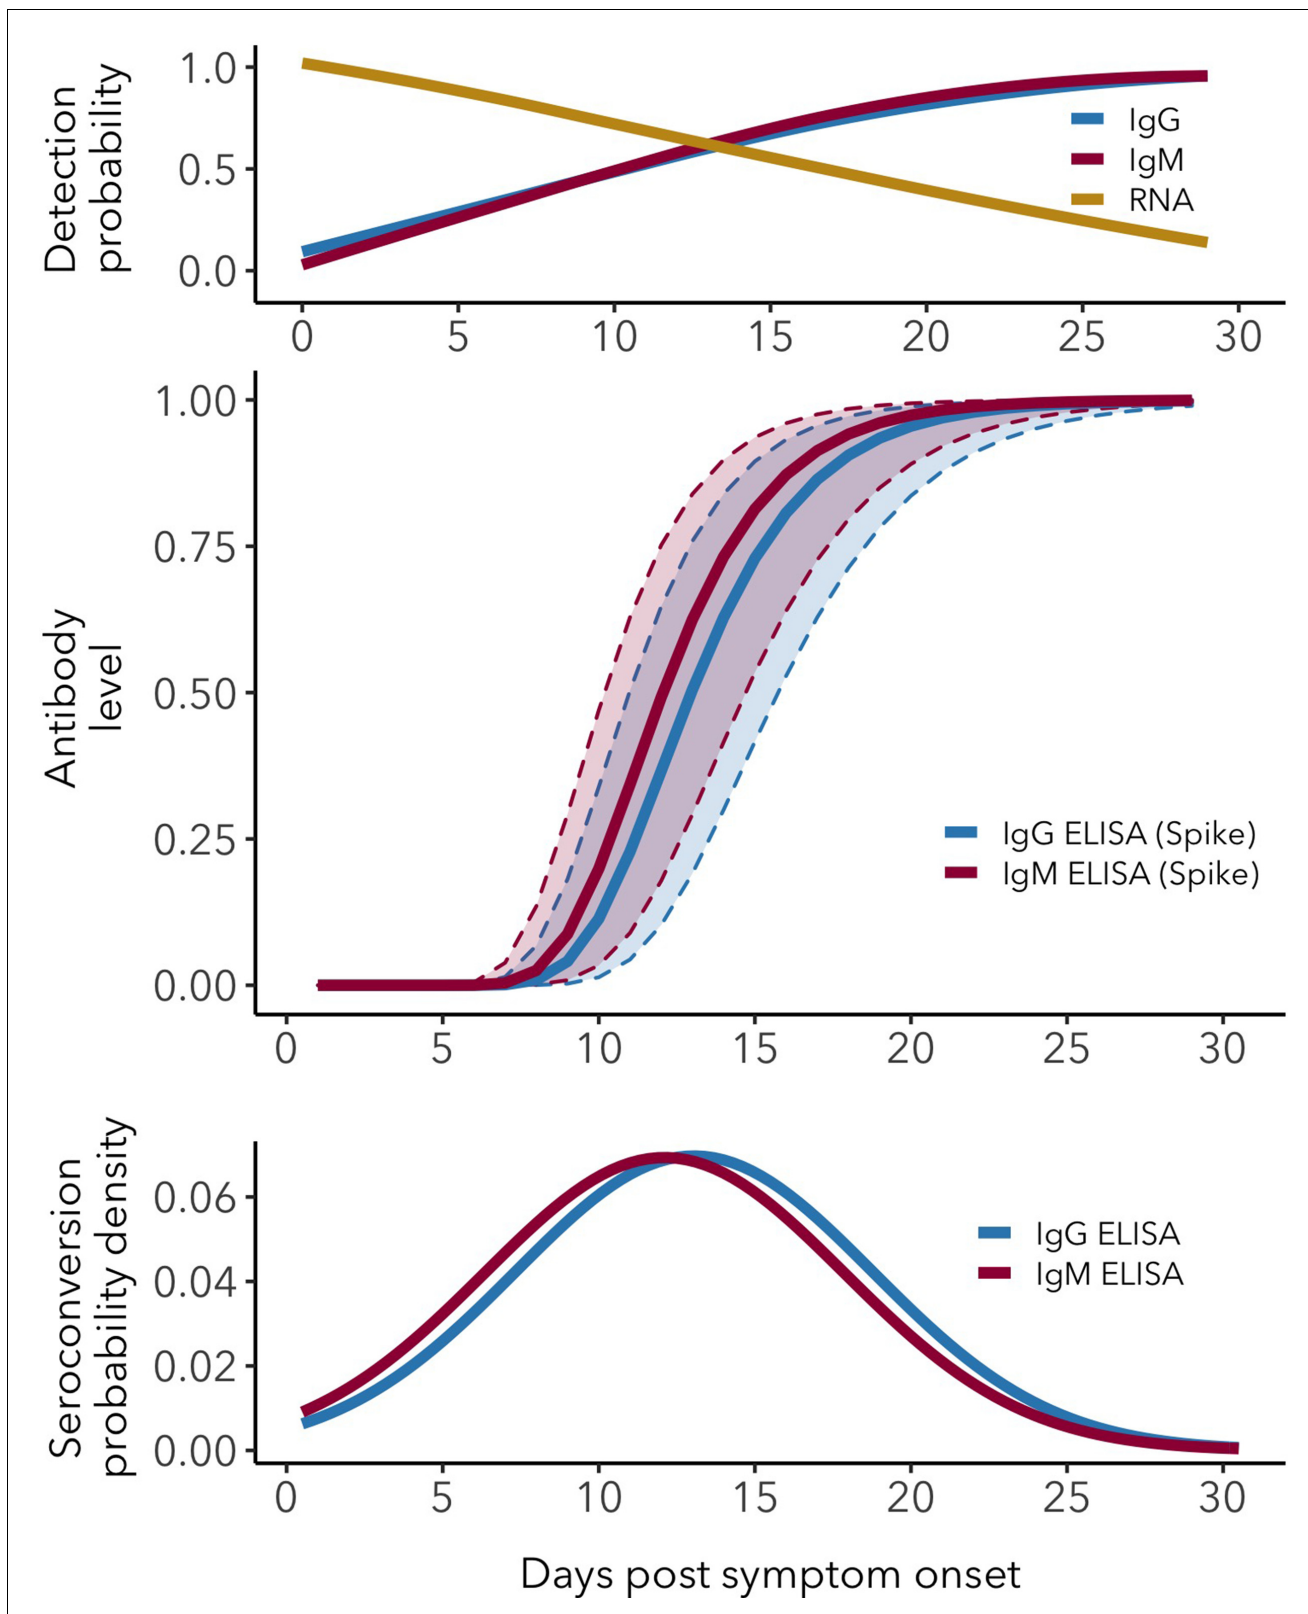 Detection
probability
1.0
0.5
0.0
IgG
IgM
RNA
0 5 10 15 20 25 30
Antibody
level
1.00
0.75
0.50
0.25
0.00
IgG ELISA (Spike)
IgM ELISA (Spike)
0 5 10 15 20 25 30
Seroconversion
probability density
0.06
0.04
0.02
0.00
IgG ELISA
IgM ELISA
0 5 10 15 20 25 30
Days post symptom onset